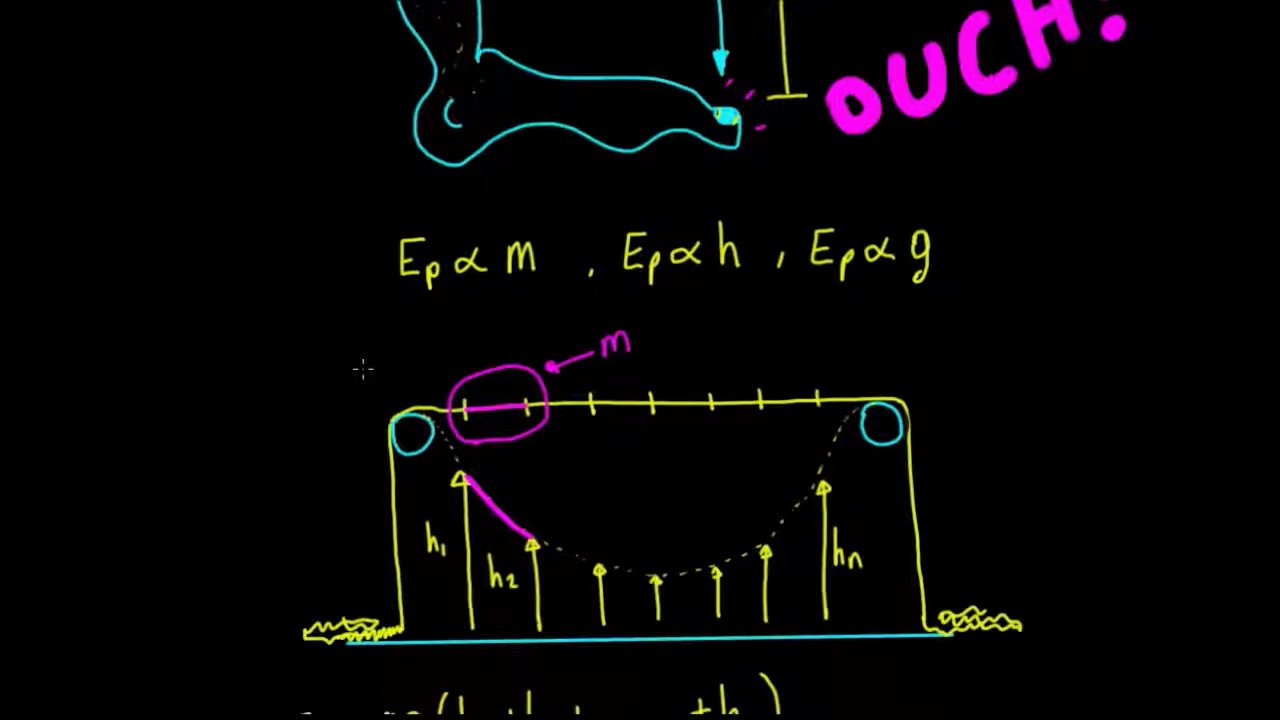 OUCH!
Eₚ ∝ m , Eₚ ∝ h , Eₚ ∝ g
m
h₁ h₂ hₙ